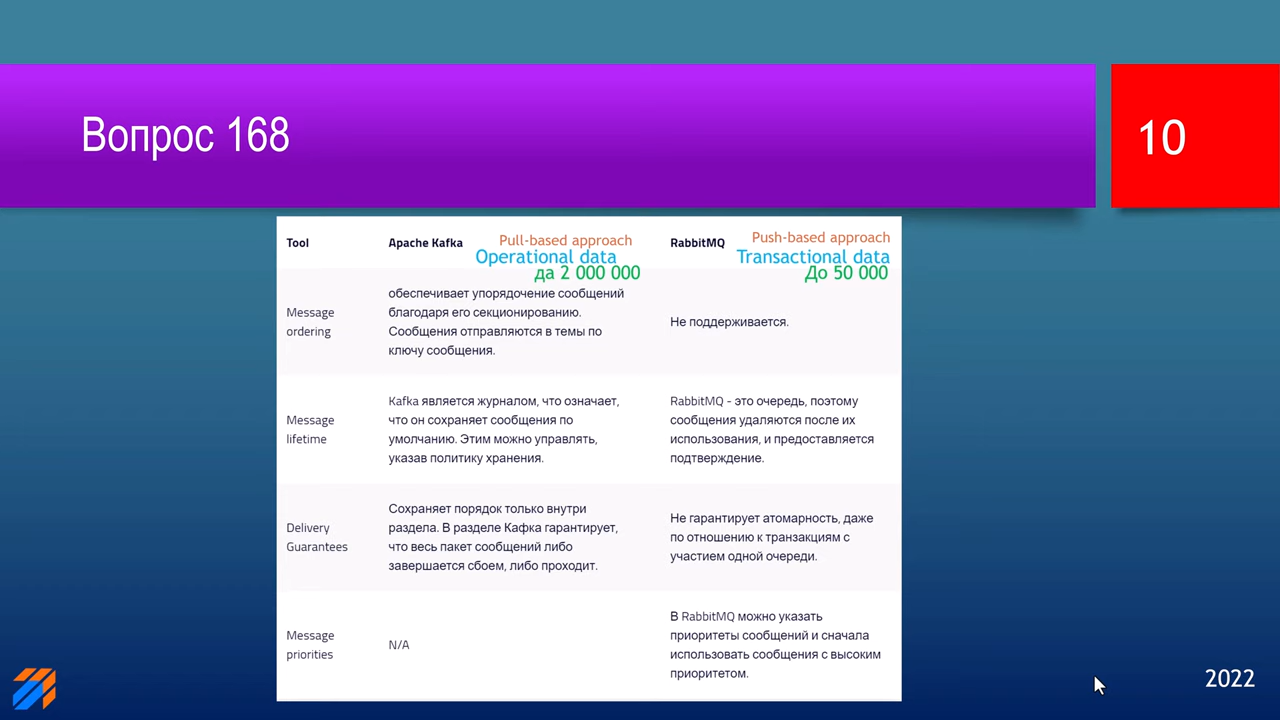 Вопрос 168
10
Tool
Apache Kafka
Pull-based approach
Operational data
да 2 000 000
RabbitMQ
Push-based approach
Transactional data
До 50 000
Message
ordering
обеспечивает упорядочение сообщений
благодаря его секционированию.
Сообщения отправляются в темы по
ключу сообщения.
Не поддерживается.
Message
lifetime
Kafka является журналом, что означает,
что он сохраняет сообщения по
умолчанию. Этим можно управлять,
указав политику хранения.
RabbitMQ - это очередь, поэтому
сообщения удаляются после их
использования, и предоставляется
подтверждение.
Delivery
Guarantees
Сохраняет порядок только внутри
раздела. В разделе Кафка гарантирует,
что весь пакет сообщений либо
завершается сбоем, либо проходит.
Не гарантирует атомарность, даже
по отношению к транзакциям с
участием одной очереди.
Message
priorities
N/A
В RabbitMQ можно указать
приоритеты сообщений и сначала
использовать сообщения с высоким
приоритетом.
2022